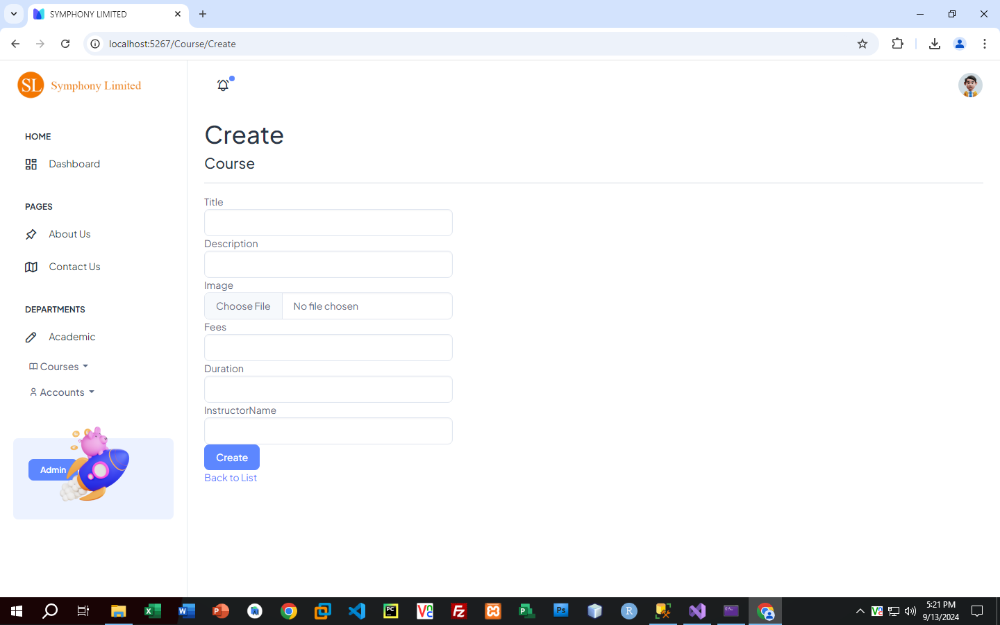 SYMPHONY LIMITED
localhost:5267/Course/Create
SL Symphony Limited
HOME
Dashboard
PAGES
About Us
Contact Us
DEPARTMENTS
Academic
Courses
Accounts
Admin
Create
Course
Title
Description
Image
Choose File No file chosen
Fees
Duration
InstructorName
Create
Back to List
5:21 PM
9/13/2024